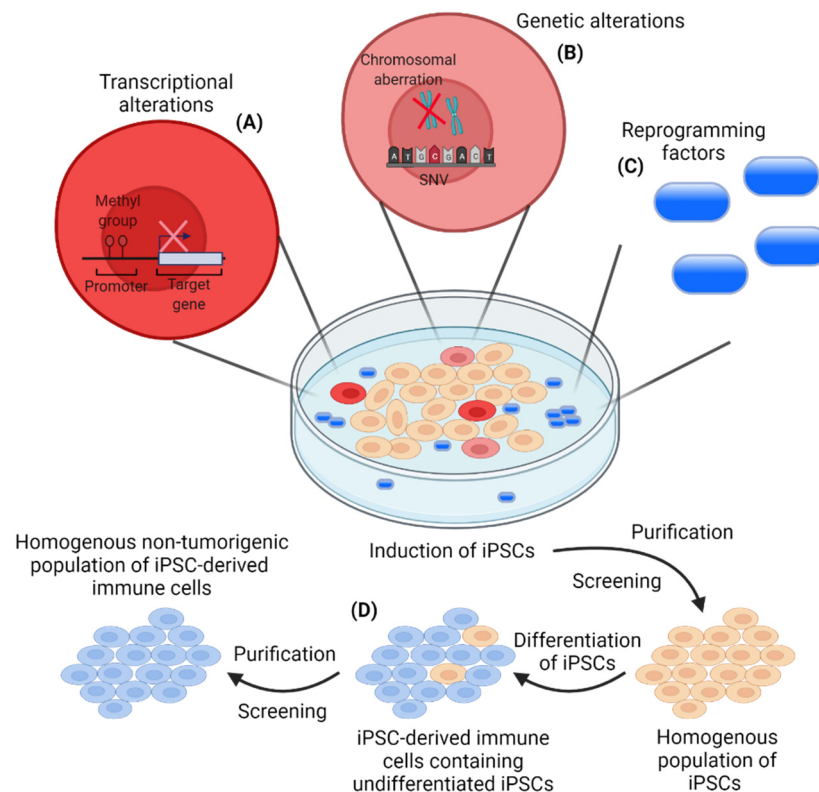 Genetic alterations
(B)
Chromosomal
aberration
A T G C G A C T
SNV
Transcriptional
alterations
(A)
Methyl
group
Promoter
Target
gene
Reprogramming
factors
(C)
Induction of iPSCs
Purification
Screening
Homogenous non-tumorigenic
population of iPSC-derived
immune cells
(D)
Differentiation
of iPSCs
Purification
Screening
iPSC-derived immune
cells containing
undifferentiated iPSCs
Homogenous
population of
iPSCs